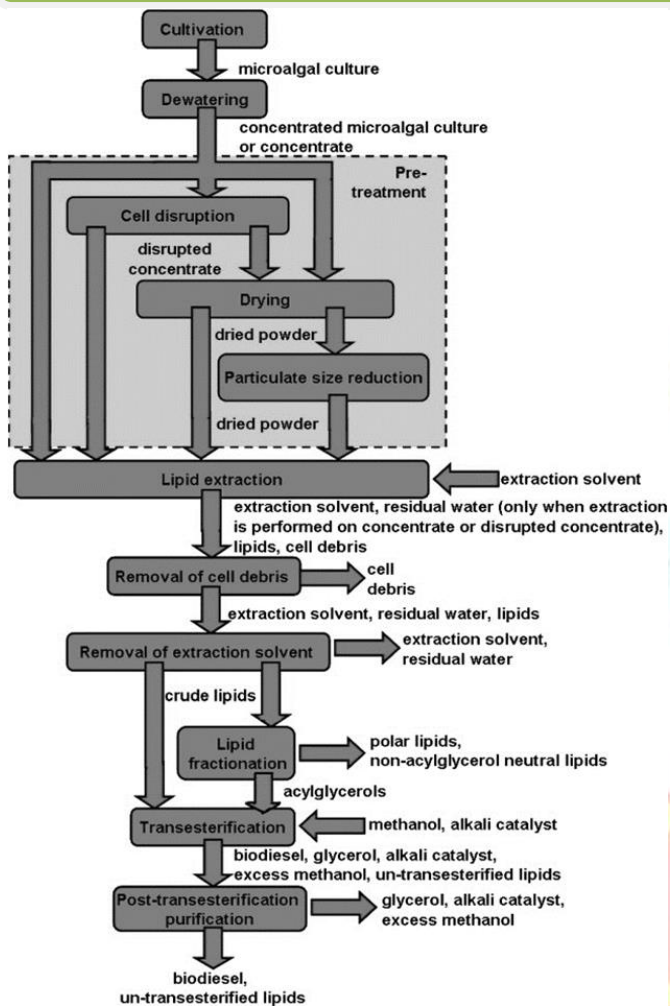 Cultivation
microalgal culture
Dewatering
concentrated microalgal culture
or concentrate
Pre-
treatment
Cell disruption
disrupted
concentrate
Drying
dried powder
Particulate size reduction
dried powder
Lipid extraction
extraction solvent
extraction solvent, residual water (only when extraction
is performed on concentrate or disrupted concentrate),
lipids, cell debris
Removal of cell debris
cell
debris
extraction solvent, residual water, lipids
Removal of extraction solvent
extraction solvent,
residual water
crude lipids
Lipid
fractionation
polar lipids,
non-acylglycerol neutral lipids
acylglycerols
Transesterification
methanol, alkali catalyst
biodiesel, glycerol, alkali catalyst,
excess methanol, un-transesterified lipids
Post-transesterification
purification
glycerol, alkali catalyst,
excess methanol
biodiesel,
un-transesterified lipids